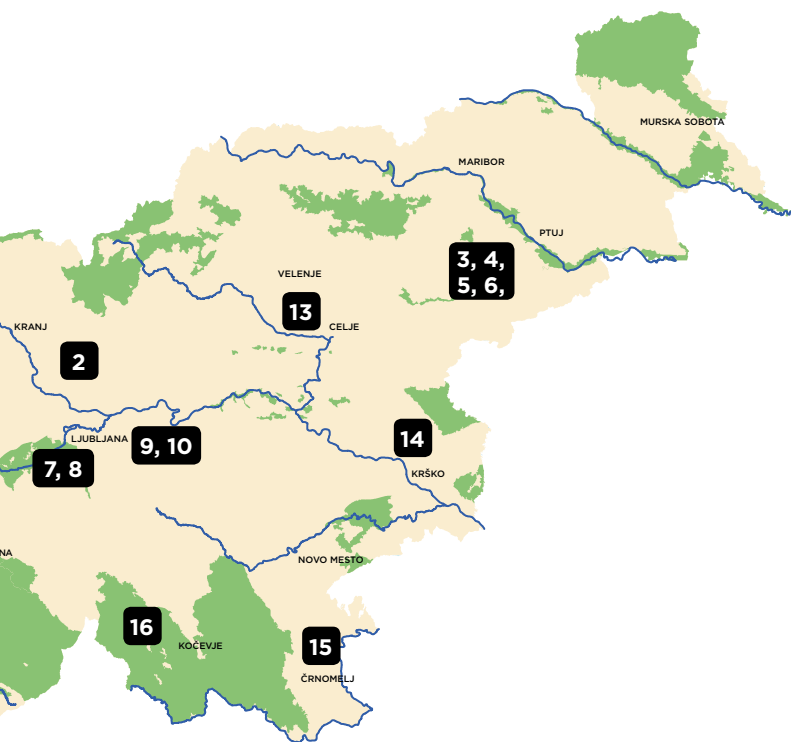 MURSKA SOBOTA
MARIBOR
PTUJ
3, 4,
5, 6,
VELENJE
13
CELJE
KRANJ
2
LJUBLJANA
9, 10
7, 8
14
KRŠKO
NA
NOVO MESTO
16
KOČEVJE
15
ČRNOMELJ